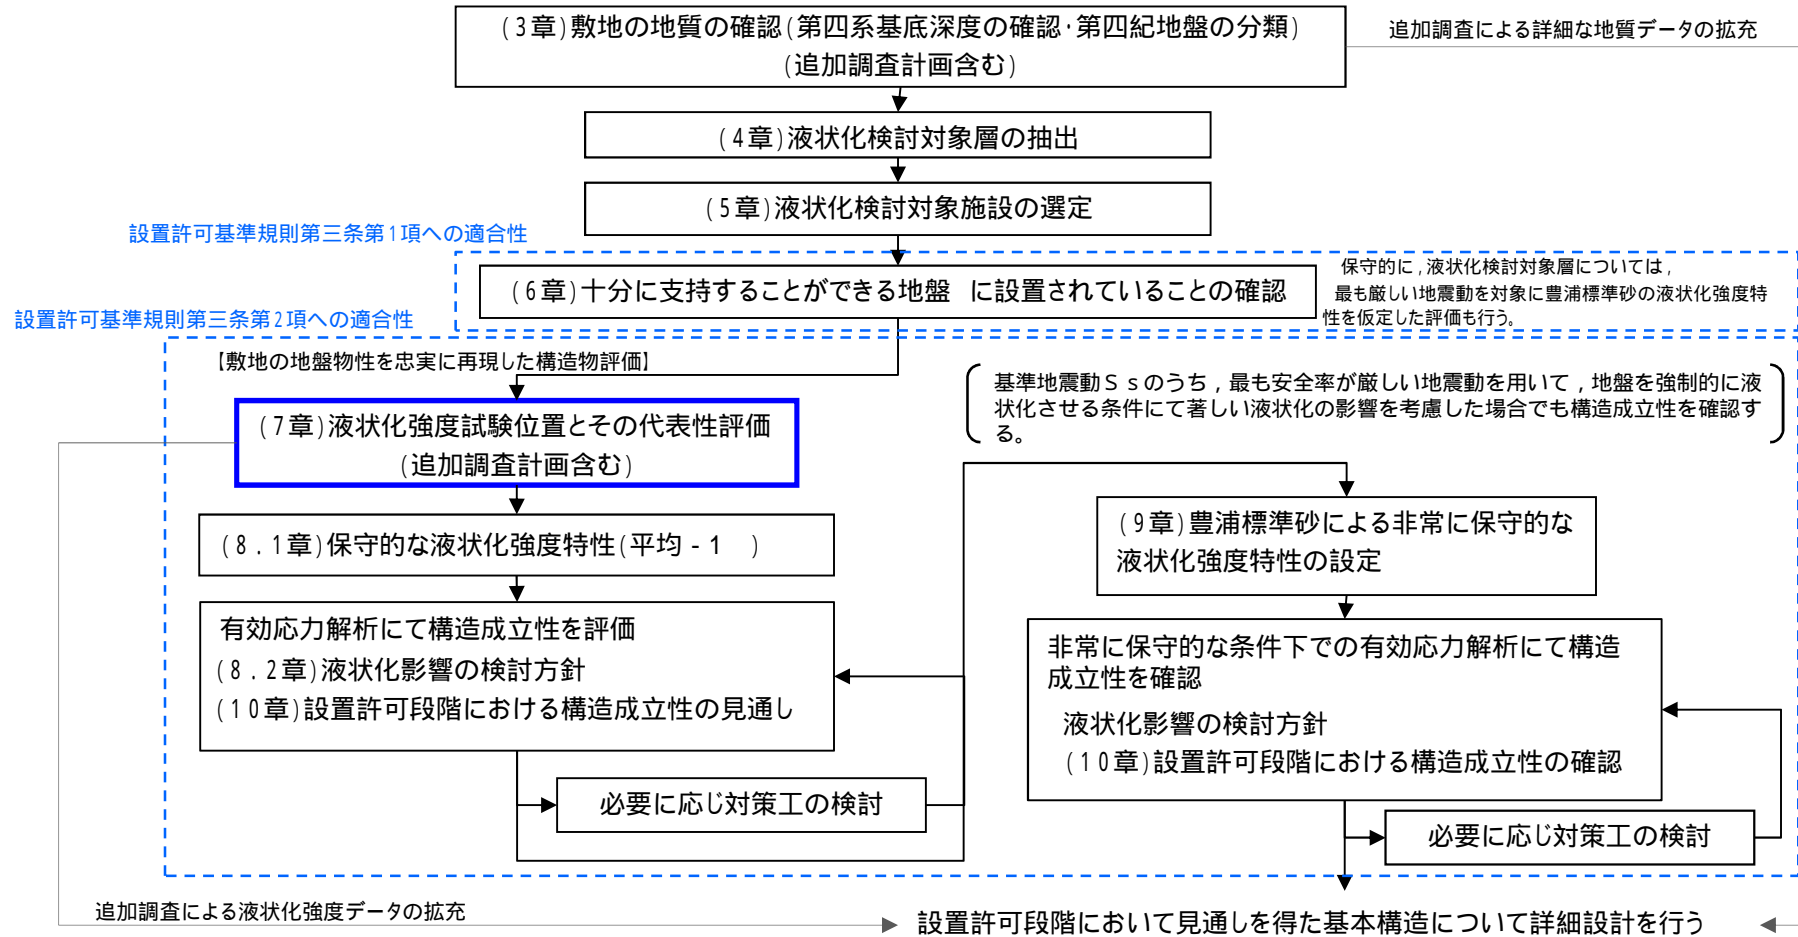 (3章)敷地の地質の確認(第四系基底深度の確認・第四紀地盤の分類)
(追加調査計画含む)
追加調査による詳細な地質データの拡充
(4章)液状化検討対象層の抽出
(5章)液状化検討対象施設の選定
設置許可基準規則第三条第1項への適合性
(6章)十分に支持することができる地盤 に設置されていることの確認
保守的に,液状化検討対象層については,
最も厳しい地震動を対象に豊浦標準砂の液状化強度特
性を仮定した評価も行う。
設置許可基準規則第三条第2項への適合性
【敷地の地盤物性を忠実に再現した構造物評価】
基準地震動Ssのうち,最も安全率が厳しい地震動を用いて,地盤を強制的に液
状化させる条件にて著しい液状化の影響を考慮した場合でも構造成立性を確認す
る。
(7章)液状化強度試験位置とその代表性評価
(追加調査計画含む)
(8.1章)保守的な液状化強度特性(平均-1 )
有効応力解析にて構造成立性を評価
(8.2章)液状化影響の検討方針
(10章)設置許可段階における構造成立性の見通し
必要に応じ対策工の検討
(9章)豊浦標準砂による非常に保守的な
液状化強度特性の設定
非常に保守的な条件下での有効応力解析にて構造
成立性を確認
液状化影響の検討方針
(10章)設置許可段階における構造成立性の確認
必要に応じ対策工の検討
追加調査による液状化強度データの拡充
設置許可段階において見通しを得た基本構造について詳細設計を行う